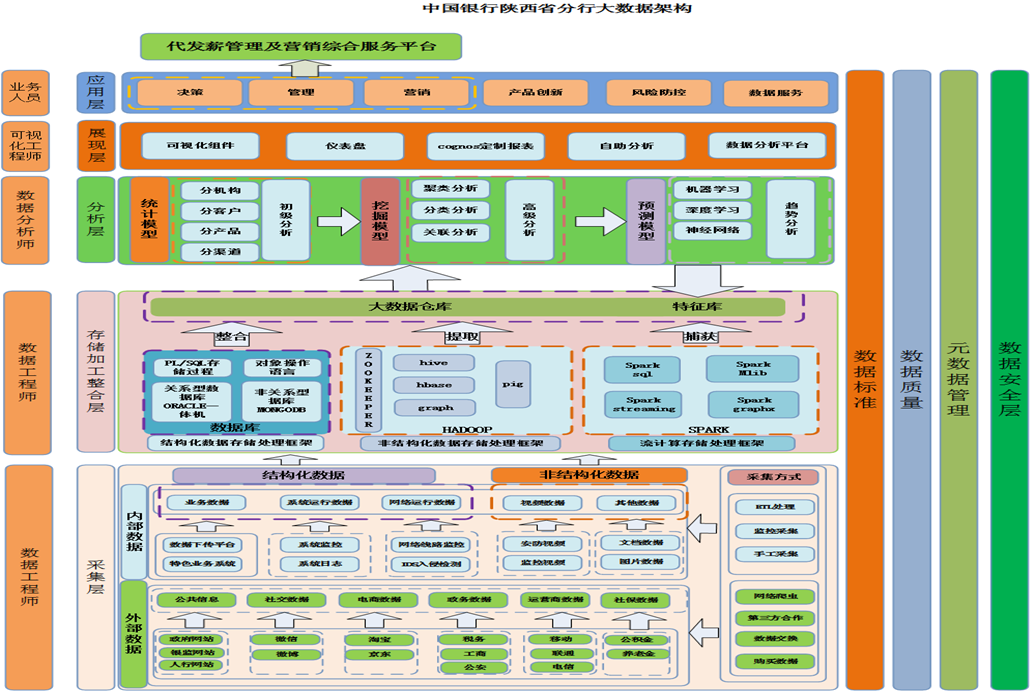 中国银行陕西省分行大数据架构
代发薪管理及营销综合服务平台
业务
人员
应用层
决策
管理
营销
产品创新
风险防控
数据服务
可视
化工
程师
展现层
可视化组件
仪表盘
cognos定制报表
自助分析
数据分析平台
数据分析师
分析层
统计模型
分机构
分客户
分产品
分渠道
初级分析
挖掘模型
聚类分析
分类分析
关联分析
高级分析
预测模型
机器学习
深度学习
神经网络
趋势分析
数据工程师
存储加工整合层
大数据仓库
特征库
整合
提取
捕获
PL/SQL存
储过程
对象操作
语言
关系型数
据库
ORACLE一
体机
非关系型
数据库
MONGODB
数据库
结构化数据存储处理框架
ZOOKEEPER
hive
hbase
graph
pig
HADOOP
非结构化数据存储处理框架
Spark
sql
Spark
Mlib
Spark
streaming
Spark
graphx
SPARK
流计算存储处理框架
数据工程师
采集层
结构化数据
非结构化数据
内部数据
业务数据
系统运行数据
网络运行数据
视频数据
其他数据
数据下传平台
特色业务系统
系统监控
系统日志
网络线路监控
IDS入侵检测
安防视频
监控视频
文档数据
图片数据
采集方式
ETL处理
监控采集
手工采集
外部数据
公共信息
社交数据
电商数据
政务数据
运营商数据
社保数据
政府网站
银监网站
人行网站
微信
微博
淘宝
京东
税务
工商
公安
移动
联通
电信
公积金
养老金
网络爬虫
第三方合作
数据交换
购买数据
数据标准
数据质量
元数据管理
数据安全层